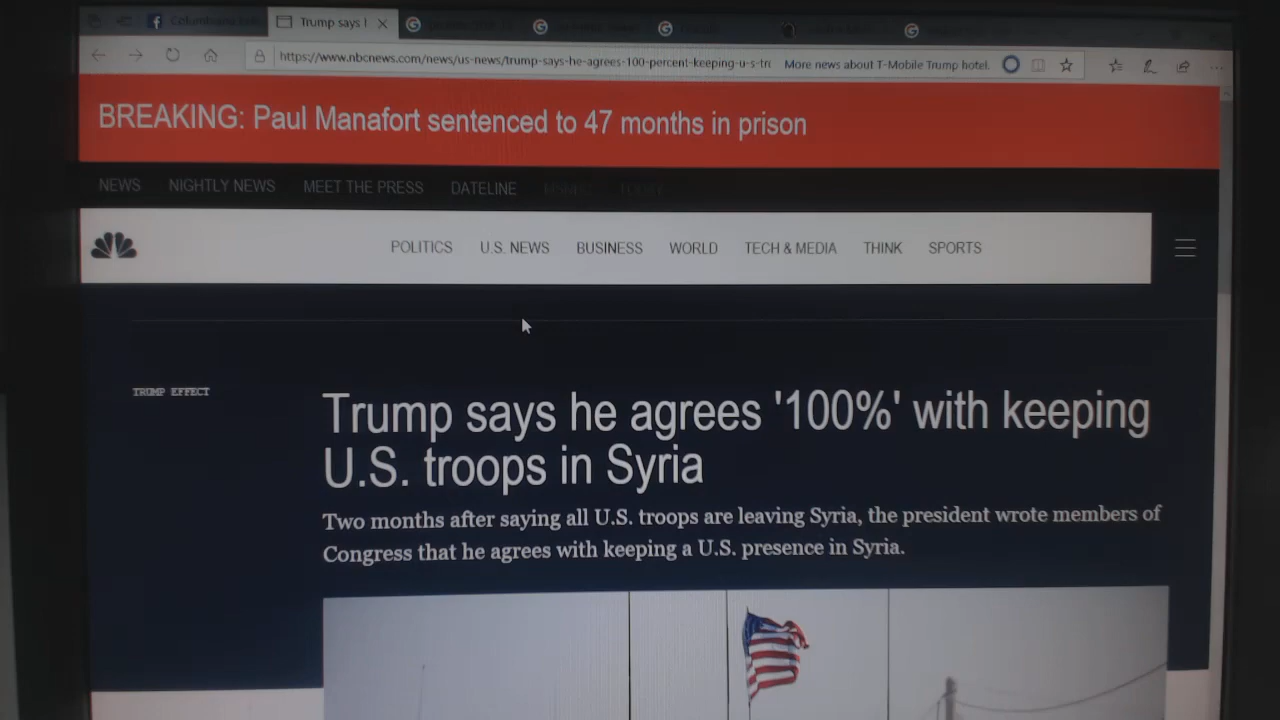 Trump says
https://www.nbcnews.com/news/us-news/trump-says-he-agrees-100-percent-keeping-u-s-tri
More news about T-Mobile Trump hotel.
BREAKING: Paul Manafort sentenced to 47 months in prison
NEWS NIGHTLY NEWS MEET THE PRESS DATELINE MSNBC TODAY
POLITICS U.S. NEWS BUSINESS WORLD TECH & MEDIA THINK SPORTS
TRUMP EFFECT
Trump says he agrees '100%' with keeping
U.S. troops in Syria
Two months after saying all U.S. troops are leaving Syria, the president wrote members of
Congress that he agrees with keeping a U.S. presence in Syria.